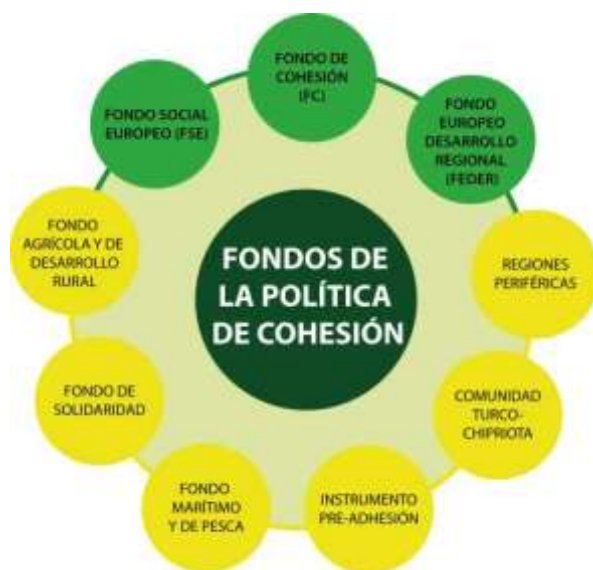 FONDO DE
COHESIÓN
(FC)
FONDO SOCIAL
EUROPEO (FSE)
FONDO
EUROPEO
DESARROLLO
REGIONAL
(FEDER)
FONDO
AGRÍCOLA Y DE
DESARROLLO
RURAL
FONDOS DE
LA POLÍTICA
DE COHESIÓN
REGIONES
PERIFÉRICAS
FONDO DE
SOLIDARIDAD
COMUNIDAD
TURCO-
CHIPRIOTA
FONDO
MARÍTIMO
Y DE PESCA
INSTRUMENTO
PRE-ADHESIÓN